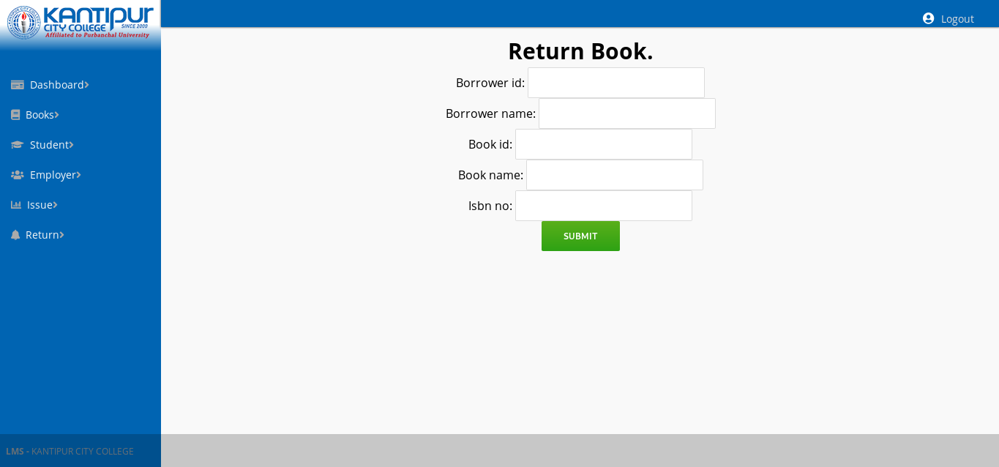 KANTIPUR
CITY COLLEGE SINCE 2000
Affiliated to Purbanchal University
Logout
Dashboard
Books
Student
Employer
Issue
Return
Return Book.
Borrower id:
Borrower name:
Book id:
Book name:
Isbn no:
SUBMIT
LMS - KANTIPUR CITY COLLEGE